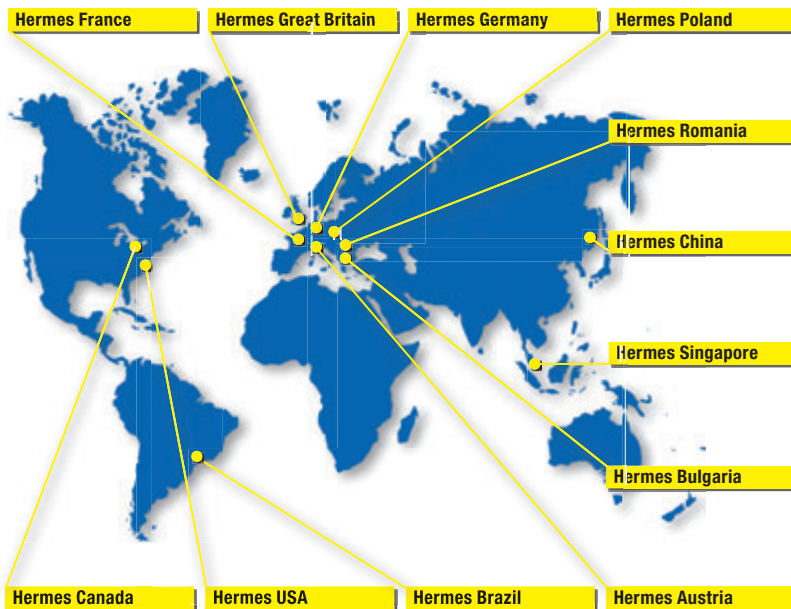 Hermes France
Hermes Great Britain
Hermes Germany
Hermes Poland
Hermes Romania
Hermes China
Hermes Singapore
Hermes Bulgaria
Hermes Canada
Hermes USA
Hermes Brazil
Hermes Austria